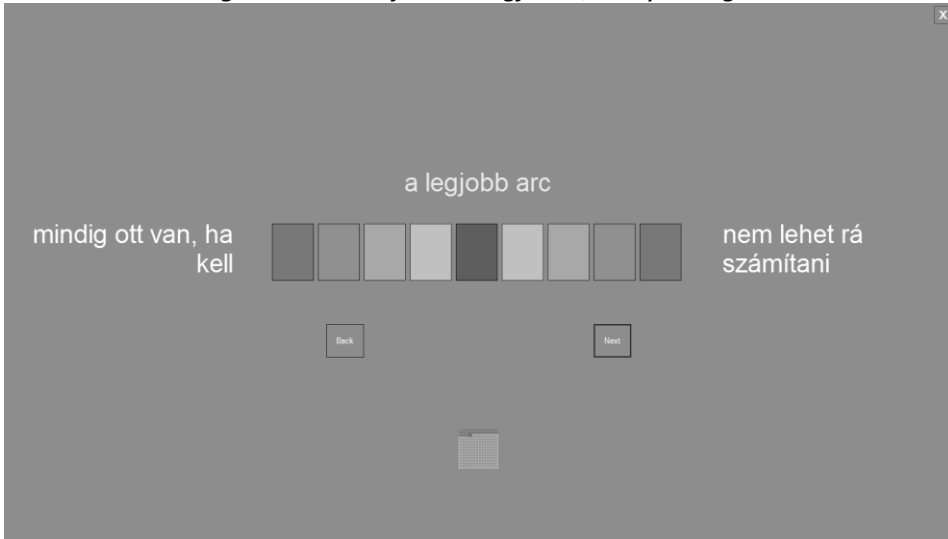 X
a legjobb arc
mindig ott van, ha
kell
nem lehet rá
számítani
Back
Next